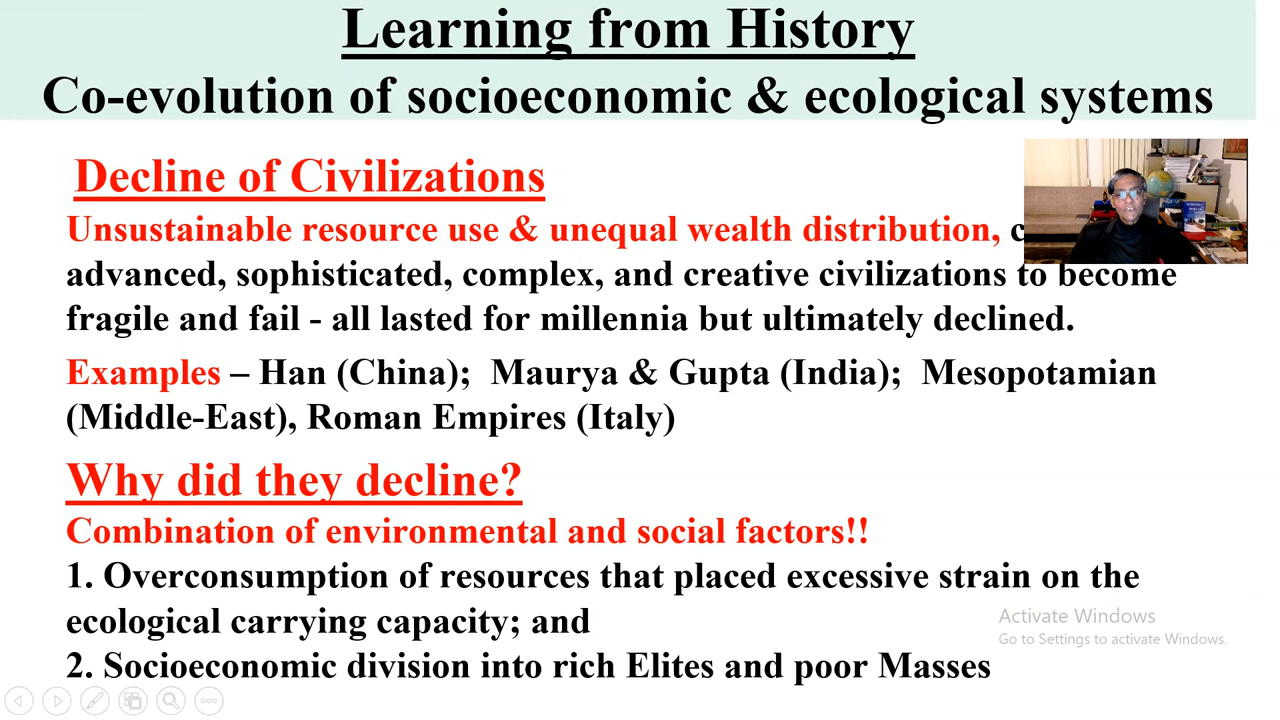 Learning from History
Co-evolution of socioeconomic & ecological systems
Decline of Civilizations
Unsustainable resource use & unequal wealth distribution,
advanced, sophisticated, complex, and creative civilizations to become
fragile and fail - all lasted for millennia but ultimately declined.
Examples – Han (China);  Maurya & Gupta (India);  Mesopotamian
(Middle-East), Roman Empires (Italy)
Why did they decline?
Combination of environmental and social factors!!
1. Overconsumption of resources that placed excessive strain on the
ecological carrying capacity; and
2. Socioeconomic division into rich Elites and poor Masses
Activate Windows
Go to Settings to activate Windows.